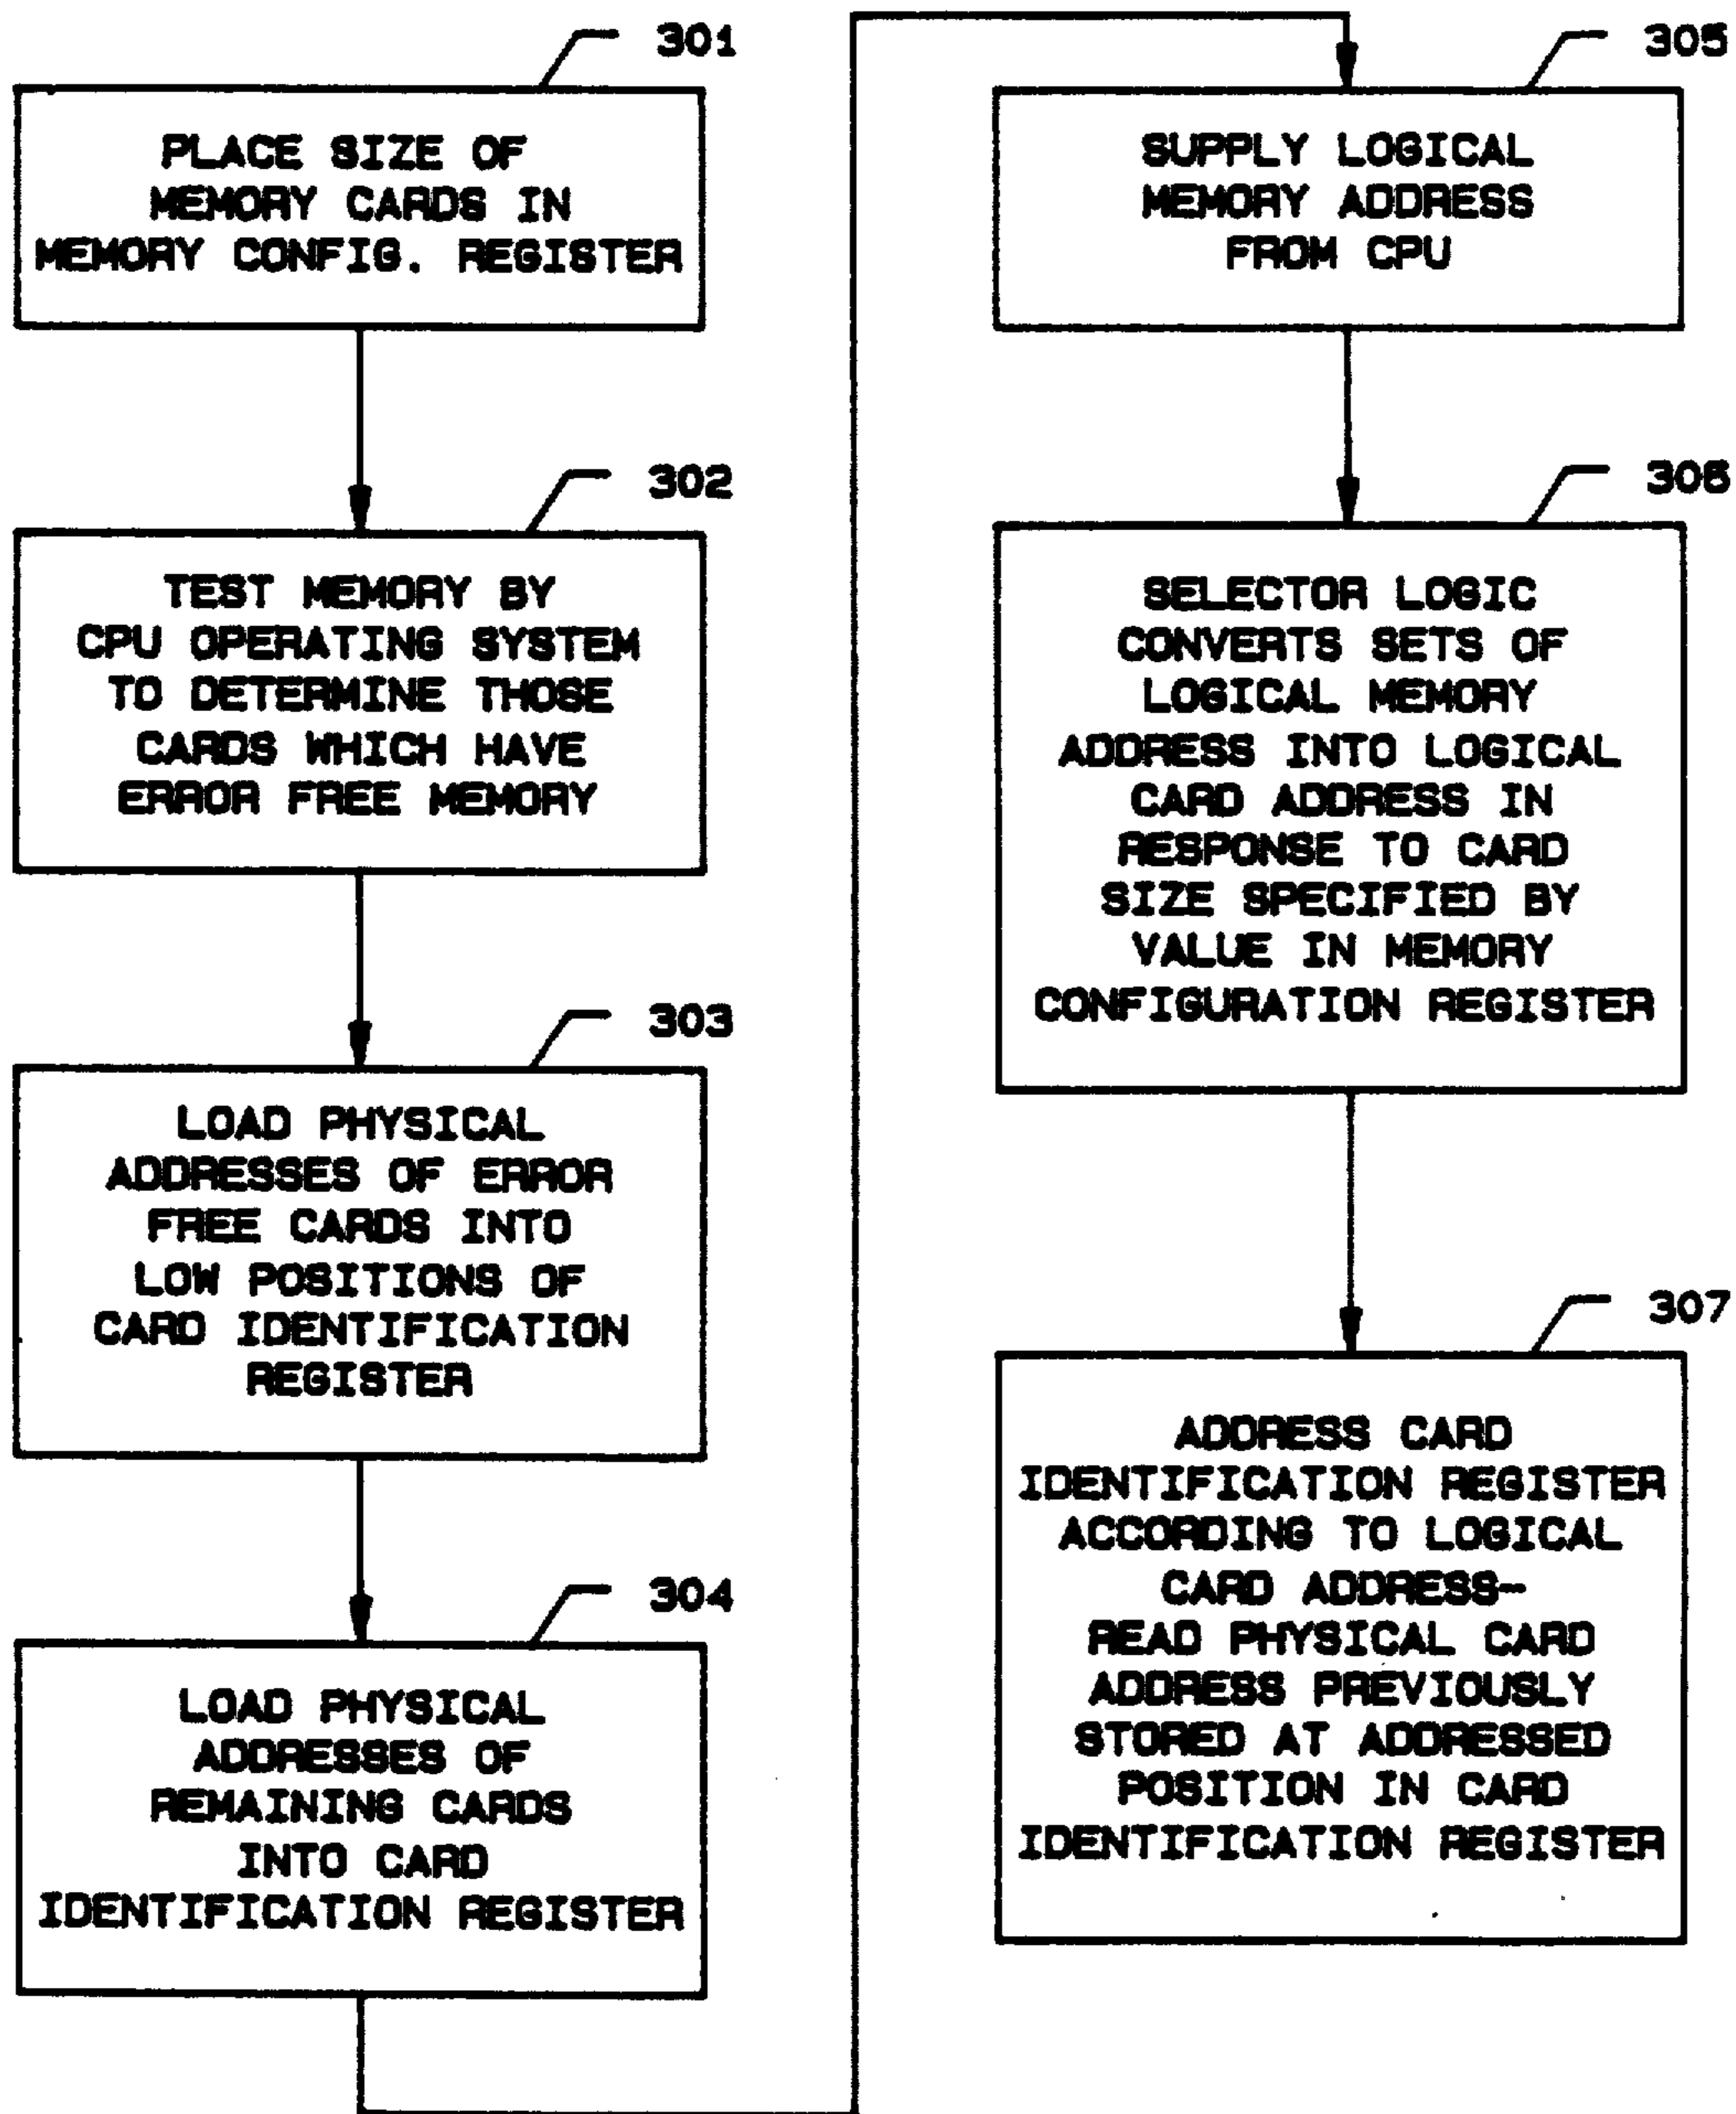 301
PLACE SIZE OF
MEMORY CARDS IN
MEMORY CONFIG. REGISTER
302
TEST MEMORY BY
CPU OPERATING SYSTEM
TO DETERMINE THOSE
CARDS WHICH HAVE
ERROR FREE MEMORY
303
LOAD PHYSICAL
ADDRESSES OF ERROR
FREE CARDS INTO
LOW POSITIONS OF
CARD IDENTIFICATION
REGISTER
304
LOAD PHYSICAL
ADDRESSES OF
REMAINING CARDS
INTO CARD
IDENTIFICATION REGISTER
305
SUPPLY LOGICAL
MEMORY ADDRESS
FROM CPU
306
SELECTOR LOGIC
CONVERTS SETS OF
LOGICAL MEMORY
ADDRESS INTO LOGICAL
CARD ADDRESS IN
RESPONSE TO CARD
SIZE SPECIFIED BY
VALUE IN MEMORY
CONFIGURATION REGISTER
307
ADDRESS CARD
IDENTIFICATION REGISTER
ACCORDING TO LOGICAL
CARD ADDRESS-
READ PHYSICAL CARD
ADDRESS PREVIOUSLY
STORED AT ADDRESSED
POSITION IN CARD
IDENTIFICATION REGISTER